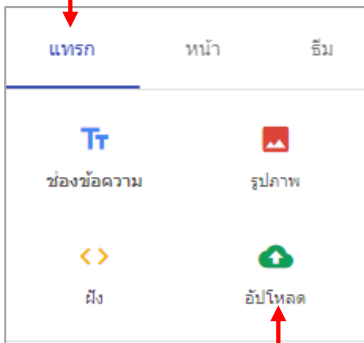 แทรก หน้า ธีม
ช่องข้อความ รูปภาพ
ฝัง อัปโหลด